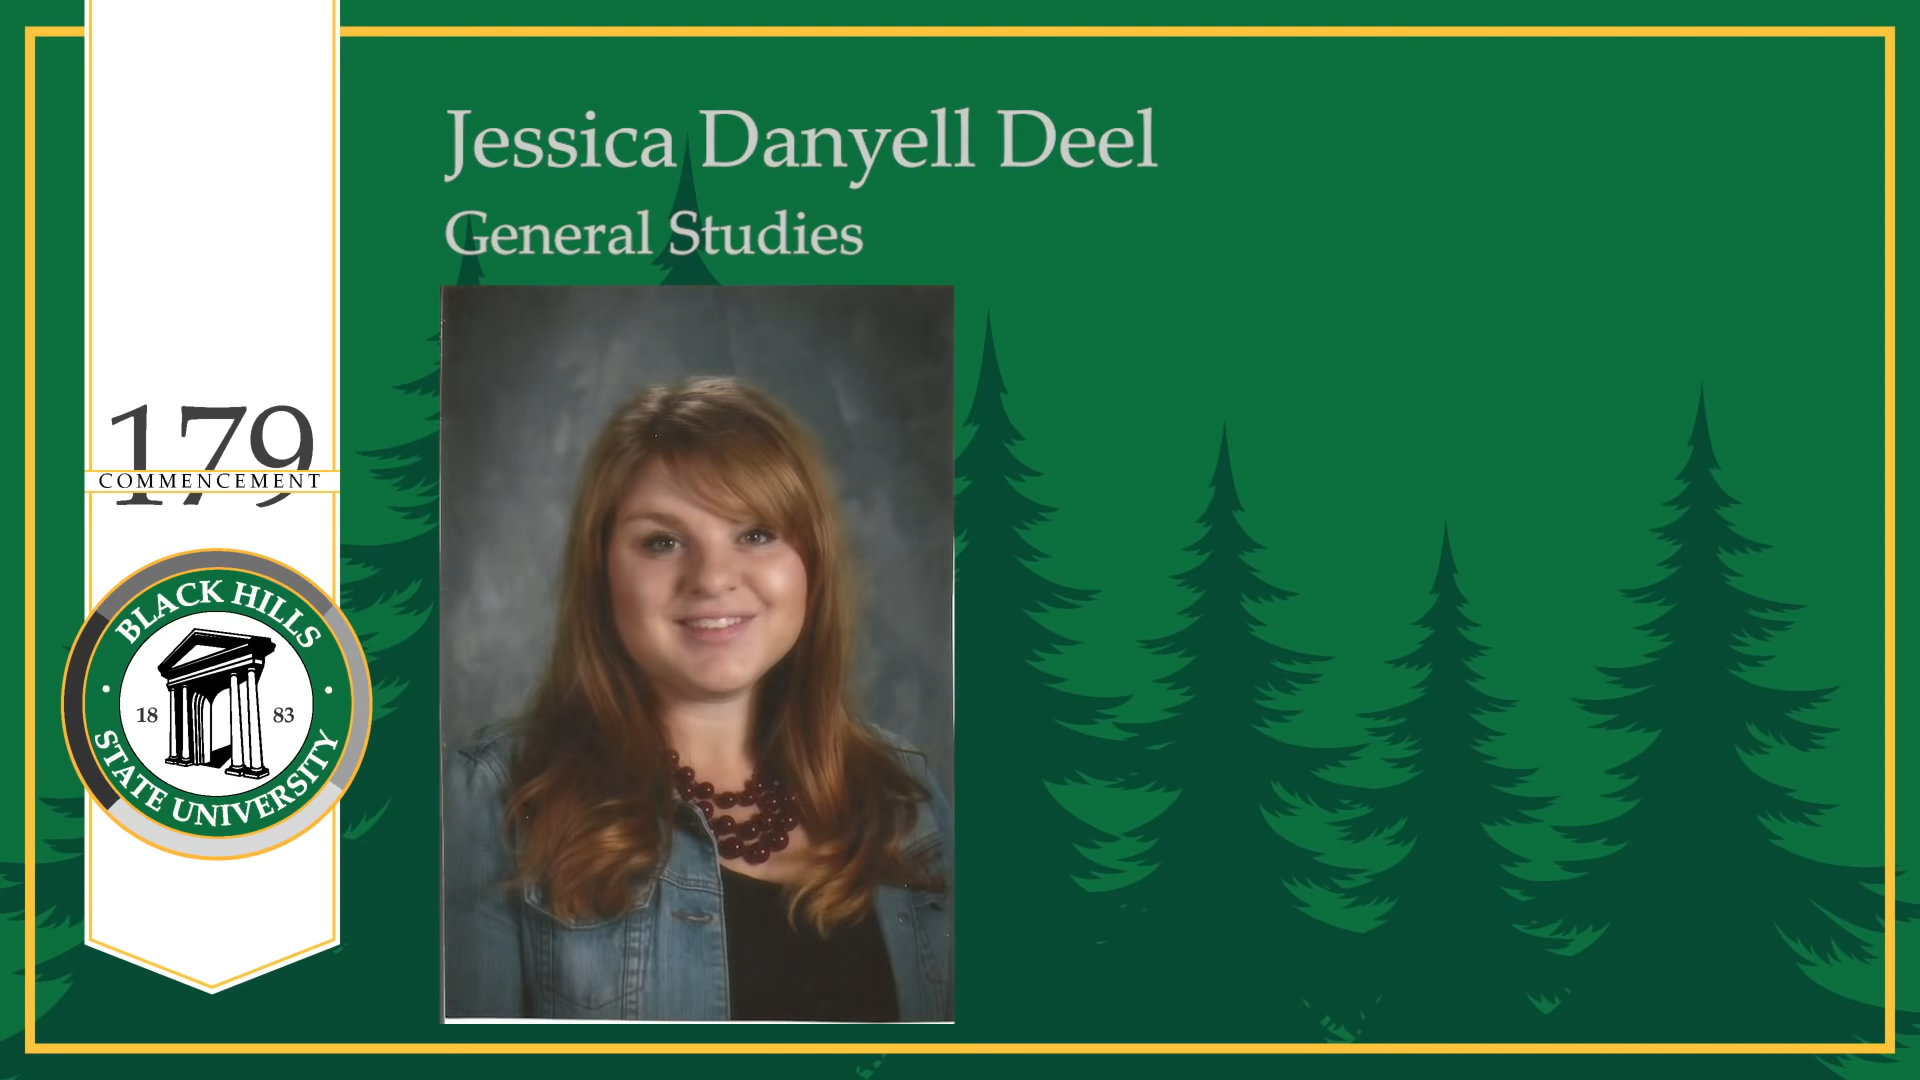 Jessica Danyell Deel
General Studies
179
COMMENCEMENT
BLACK HILLS
18 83
STATE UNIVERSITY